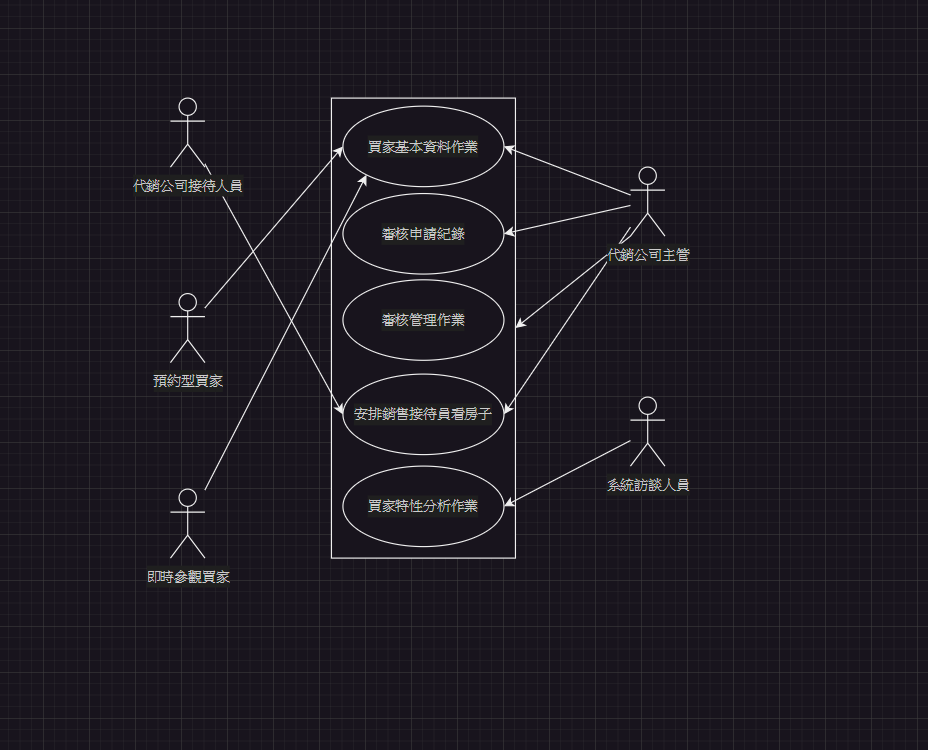 買家基本資料作業
代銷公司接待人員
審核申請紀錄
代銷公司主管
審核管理作業
預約型買家
安排銷售接待員看房子
系統訪談人員
買家特性分析作業
即時參觀買家